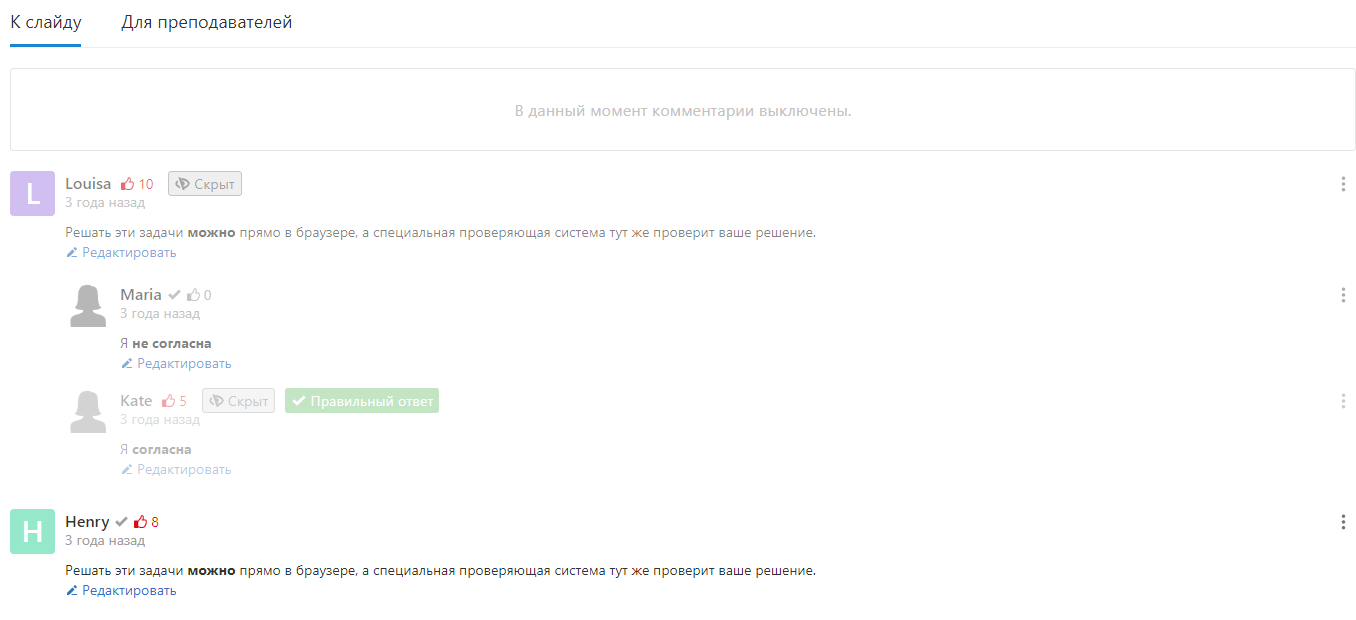 К слайду Для преподавателей
В данный момент комментарии выключены.
L Louisa 10 Скрыт
3 года назад
Решать эти задачи можно прямо в браузере, а специальная проверяющая система тут же проверит ваше решение.
Редактировать
Maria 0
3 года назад
Я не согласна
Редактировать
Kate 5 Скрыт Правильный ответ
3 года назад
Я согласна
Редактировать
H Henry 8
3 года назад
Решать эти задачи можно прямо в браузере, а специальная проверяющая система тут же проверит ваше решение.
Редактировать